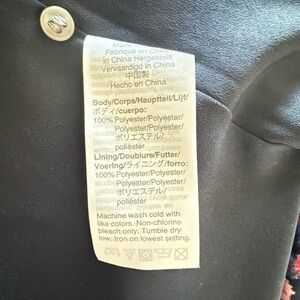 Fabriqué en Chine
in China Hergestellt
Vervaardigd in China
中国製
Hecho en China
Body/Corps/Hauptteil/Lijf/
ボディ/cuerpo:
100% Polyester/Polyester/
Polyester/Polyester/
ポリエステル/
poliéster
Lining/Doublure/Futter/
Voering/ライニング/forro:
100% Polyester/Polyester/
Polyester/Polyester/
ポリエステル/
poliéster
Machine wash cold with
like colors. Non-chlorine
bleach only. Tumble dry
low. Iron on lowest setting.